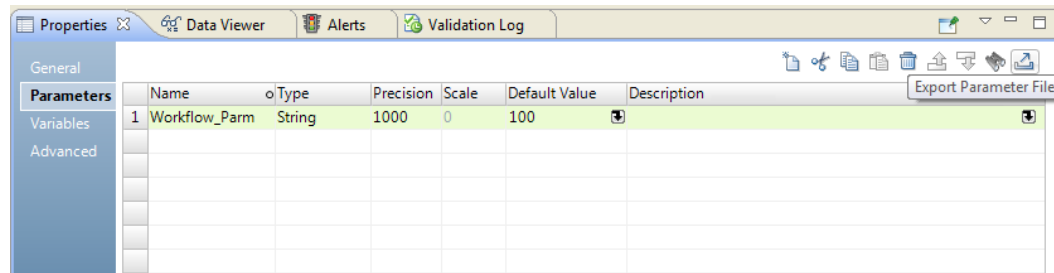 Properties Data Viewer Alerts Validation Log
General
Export Parameter File
Parameters Name Type Precision Scale Default Value Description
1 Workflow_Parm String 1000 0 100
Variables
Advanced